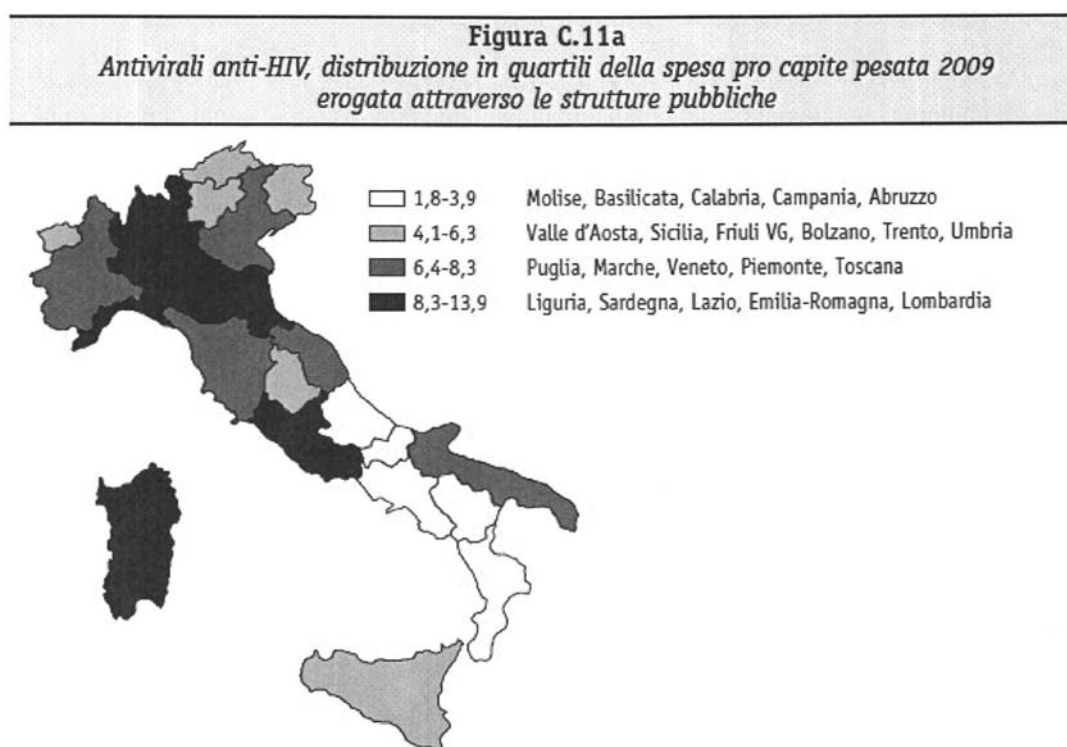 Figura C.11a
Antivirali anti-HIV, distribuzione in quartili della spesa pro capite pesata 2009
erogata attraverso le strutture pubbliche
1,8-3,9 Molise, Basilicata, Calabria, Campania, Abruzzo
4,1-6,3 Valle d'Aosta, Sicilia, Friuli VG, Bolzano, Trento, Umbria
6,4-8,3 Puglia, Marche, Veneto, Piemonte, Toscana
8,3-13,9 Liguria, Sardegna, Lazio, Emilia-Romagna, Lombardia